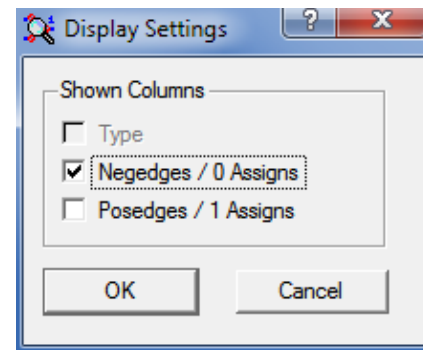 Display Settings
Shown Columns
Type
Negedges / 0 Assigns
Posedges / 1 Assigns
OK Cancel